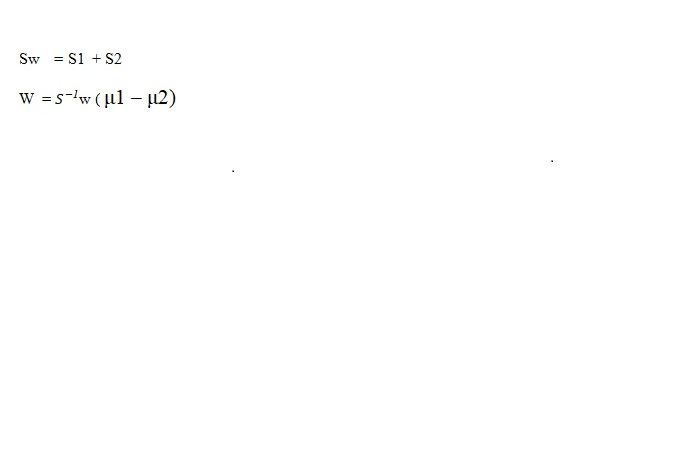 Sw = S1 + S2
W = s⁻¹w ( μ1 − μ2)